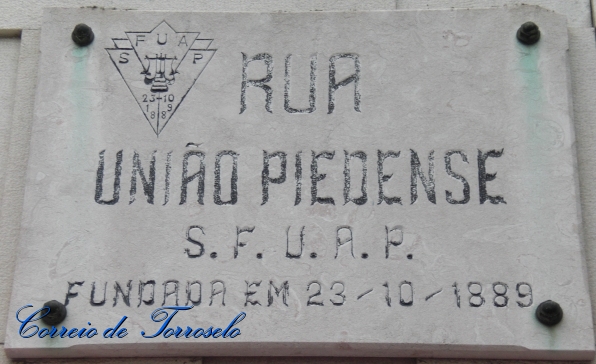 S F U A P
23-10
1889
RUA
UNIÃO PIEDENSE
S. F. U. A. P.
FUNDADA EM 23-10-1889
Correio de Torroselo